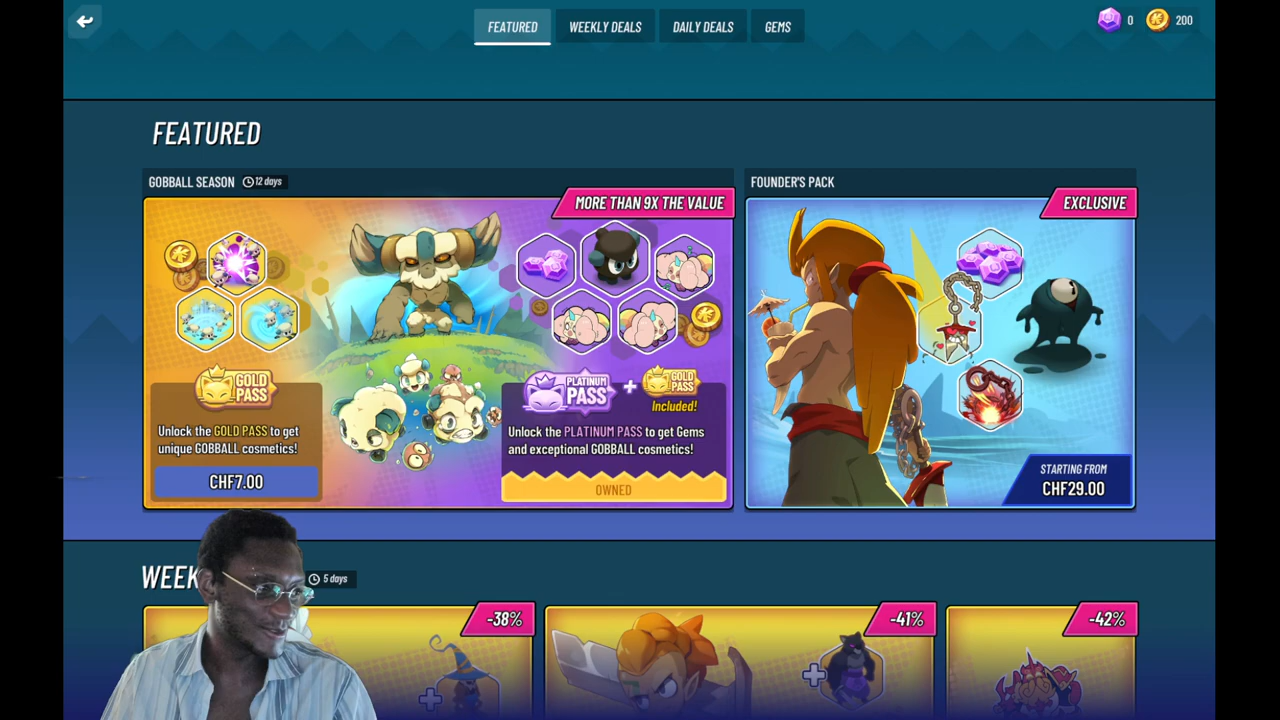 FEATURED
WEEKLY DEALS
DAILY DEALS
GEMS
0
200
FEATURED
GOBBALL SEASON
12 days
MORE THAN 9X THE VALUE
GOLD
PASS
Unlock the GOLD PASS to get
unique GOBBALL cosmetics!
CHF7.00
PLATINUM
PASS
+
GOLD
PASS
Included!
Unlock the PLATINUM PASS to get Gems
and exceptional GOBBALL cosmetics!
OWNED
FOUNDER'S PACK
EXCLUSIVE
STARTING FROM
CHF29.00
WEEK
5 days
-38%
-41%
-42%